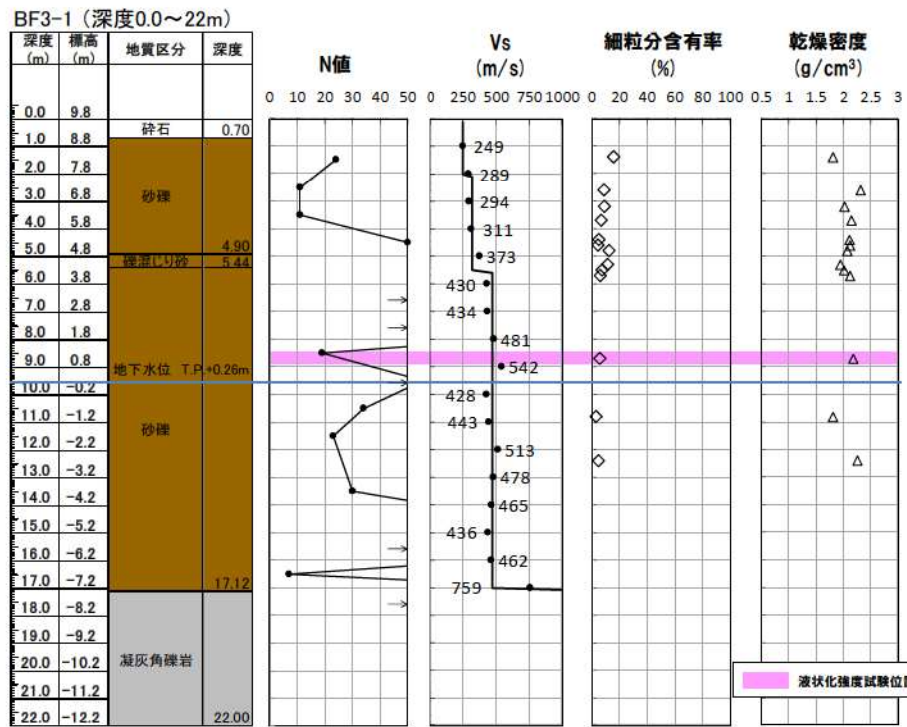 BF3-1 (深度0.0~22m)
深度 標高 地質区分 深度
(m) (m)
N値
Vs
(m/s)
細粒分含有率
(%)
乾燥密度
(g/cm³)
0 10 20 30 40 50
0 250 500 750 1000
0 20 40 60 80 100
0.5 1 1.5 2 2.5 3
0.0 9.8
砕石 0.70
1.0 8.8
249
2.0 7.8
289
3.0 6.8 砂礫
294
4.0 5.8
311
4.90
5.0 4.8
373
礫混じり砂 5.44
6.0 3.8
430
7.0 2.8
434
8.0 1.8
481
9.0 0.8
地下水位 T.P.+0.26m
542
10.0 -0.2
428
11.0 -1.2
砂礫
443
12.0 -2.2
513
13.0 -3.2
478
14.0 -4.2
465
15.0 -5.2
436
16.0 -6.2
462
17.0 -7.2 17.12
759
18.0 -8.2
19.0 -9.2
20.0 -10.2 凝灰角礫岩
21.0 -11.2
液状化強度試験位置
22.0 -12.2 22.00